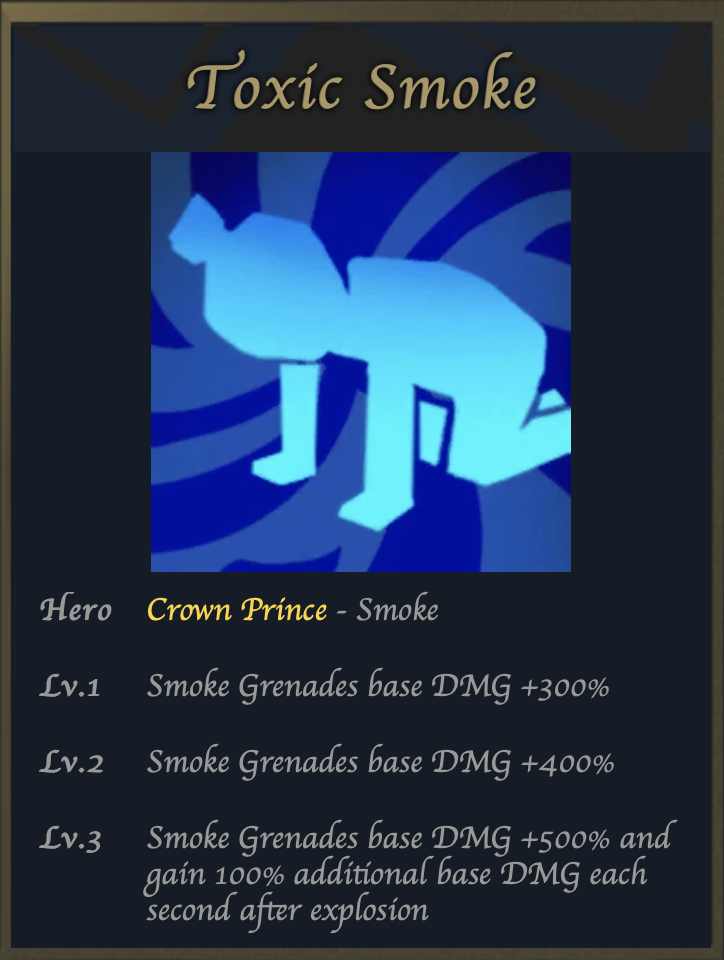 Toxic Smoke
Hero Crown Prince - Smoke
Lv.1 Smoke Grenades base DMG +300%
Lv.2 Smoke Grenades base DMG +400%
Lv.3 Smoke Grenades base DMG +500% and
gain 100% additional base DMG each
second after explosion